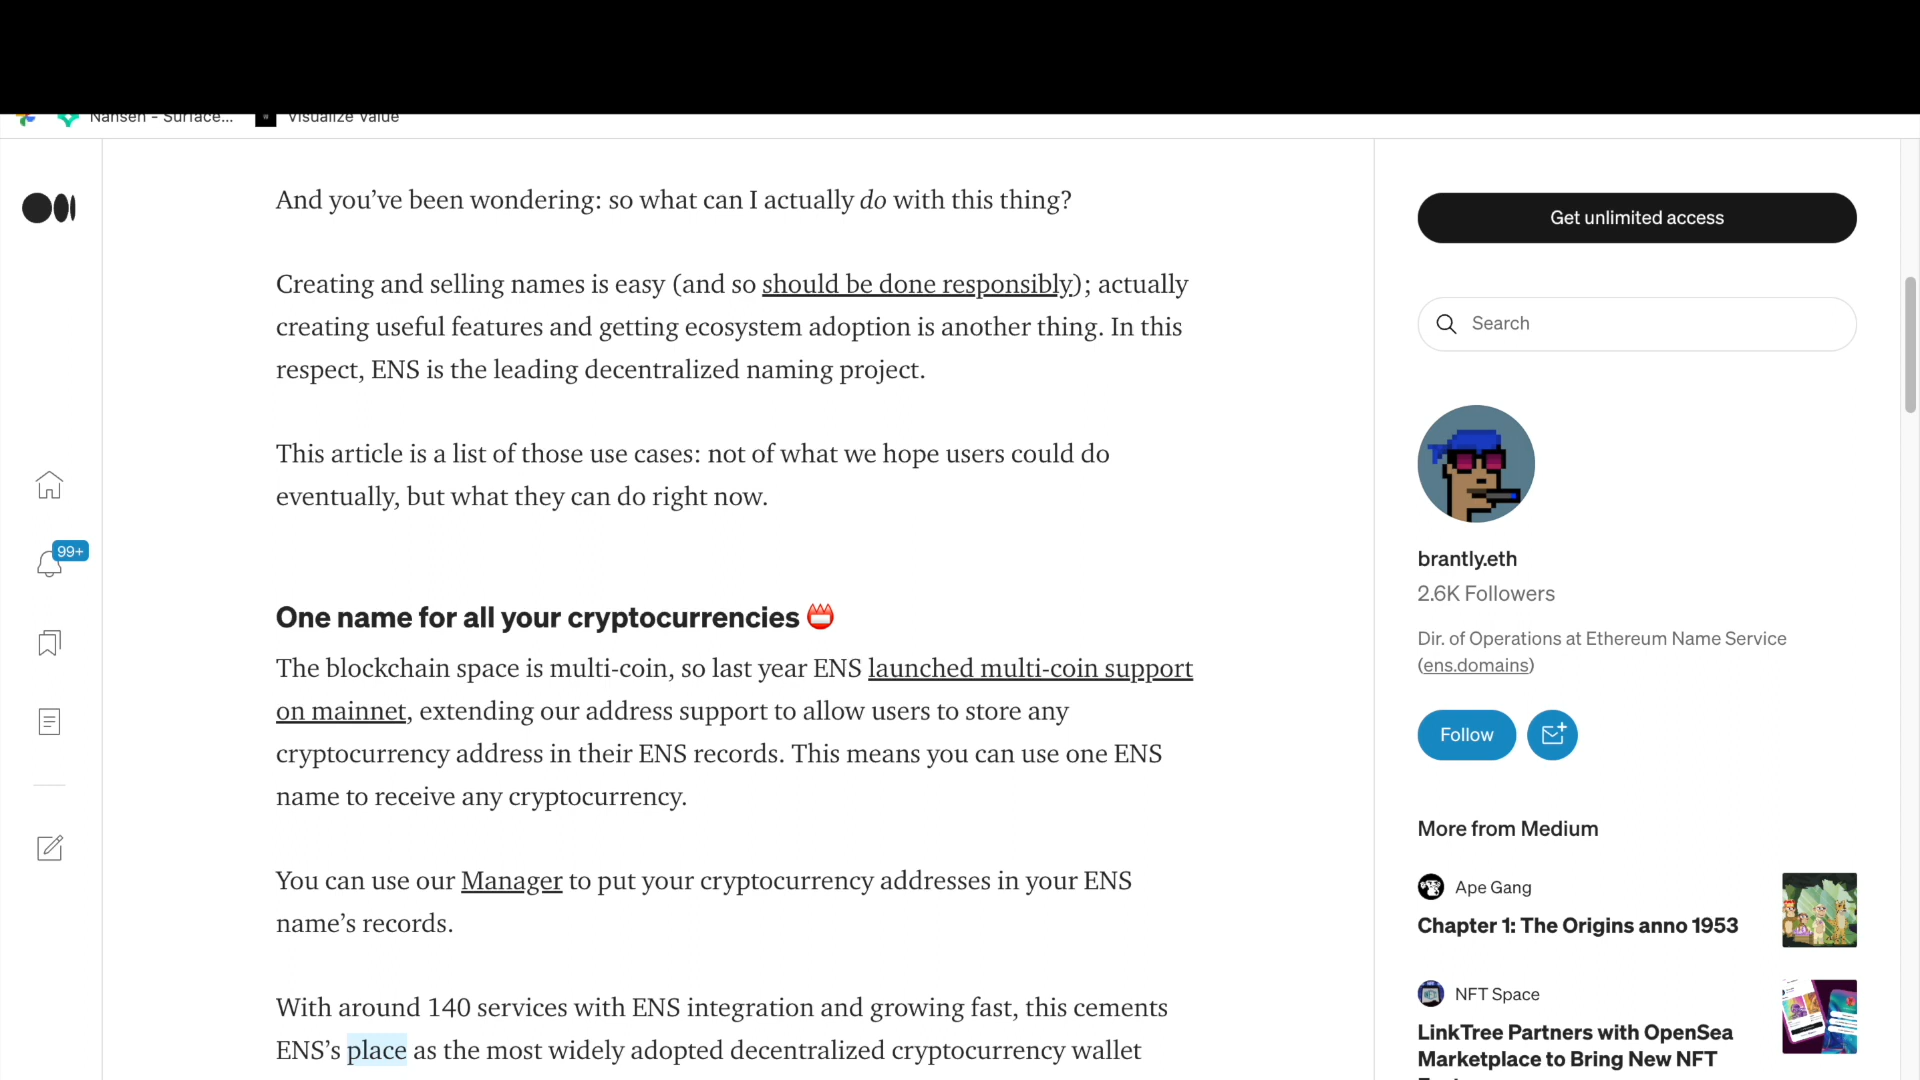 Nansen - Surface...
Visualize Value
And you’ve been wondering: so what can I actually do with this thing?
Creating and selling names is easy (and so should be done responsibly); actually
creating useful features and getting ecosystem adoption is another thing. In this
respect, ENS is the leading decentralized naming project.
This article is a list of those use cases: not of what we hope users could do
eventually, but what they can do right now.
One name for all your cryptocurrencies 📛
The blockchain space is multi-coin, so last year ENS launched multi-coin support
on mainnet, extending our address support to allow users to store any
cryptocurrency address in their ENS records. This means you can use one ENS
name to receive any cryptocurrency.
You can use our Manager to put your cryptocurrency addresses in your ENS
name’s records.
With around 140 services with ENS integration and growing fast, this cements
ENS’s place as the most widely adopted decentralized cryptocurrency wallet
99+
Get unlimited access
Search
brantly.eth
2.6K Followers
Dir. of Operations at Ethereum Name Service
(ens.domains)
Follow
More from Medium
Ape Gang
Chapter 1: The Origins anno 1953
NFT Space
LinkTree Partners with OpenSea
Marketplace to Bring New NFT